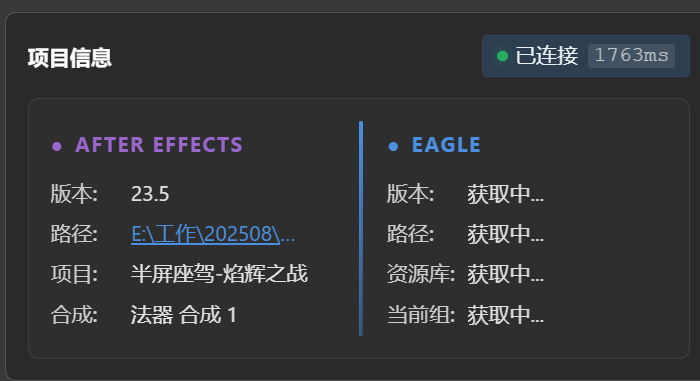 项目信息
已连接 1763ms
AFTER EFFECTS
版本: 23.5
路径: E:\工作\202508\...
项目: 半屏座驾-焰辉之战
合成: 法器 合成 1
EAGLE
版本: 获取中...
路径: 获取中...
资源库: 获取中...
当前组: 获取中...